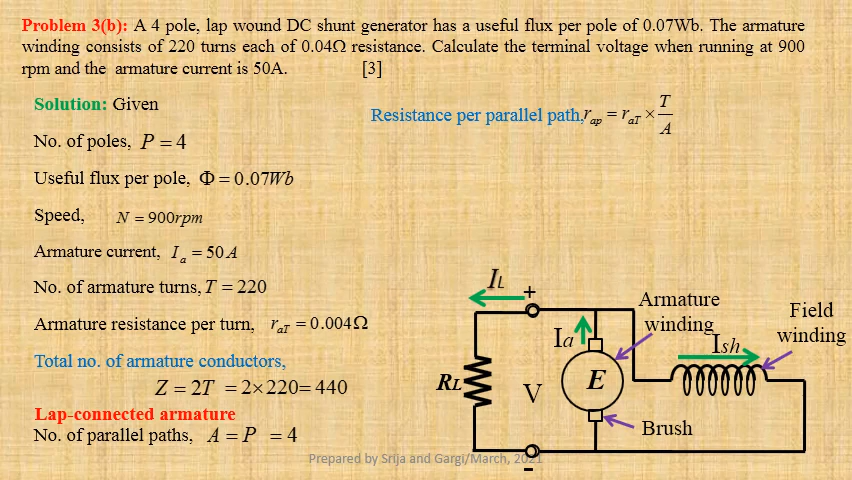 Problem 3(b): A 4 pole, lap wound DC shunt generator has a useful flux per pole of 0.07Wb. The armature
winding consists of 220 turns each of 0.04Ω resistance. Calculate the terminal voltage when running at 900
rpm and the armature current is 50A. [3]
Solution: Given
No. of poles, P = 4
Useful flux per pole, Φ = 0.07Wb
Speed, N = 900rpm
Armature current, I_a = 50A
No. of armature turns, T = 220
Armature resistance per turn, r_aT = 0.004Ω
Total no. of armature conductors,
Z = 2T = 2×220 = 440
Lap-connected armature
No. of parallel paths, A = P = 4
Resistance per parallel path, r_ap = r_aT × T/A
IL
+
Ia
Armature
winding
Ish
Field
winding
RL
V
E
Brush
-
Prepared by Srija and Gargi/March, 2021